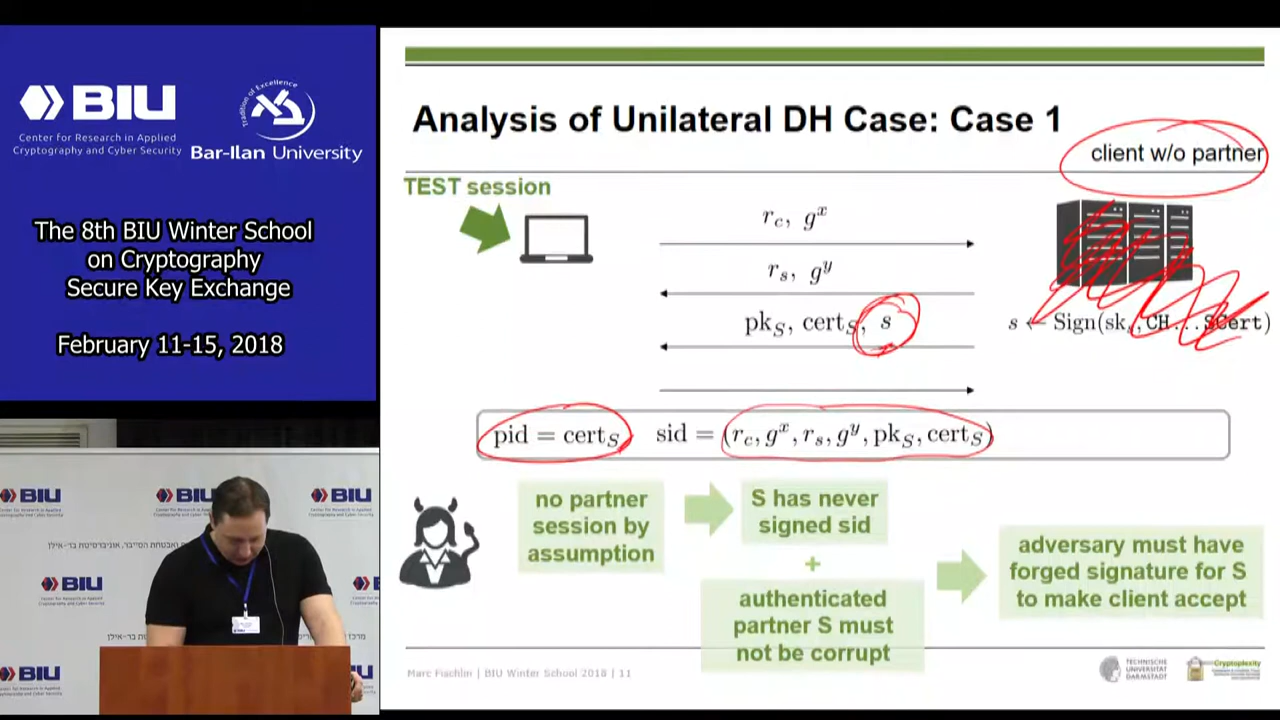 BIU
Center for Research in Applied
Cryptography and Cyber Security
Tradition of Excellence
Bar-Ilan University
The 8th BIU Winter School
on Cryptography
Secure Key Exchange
February 11-15, 2018
Analysis of Unilateral DH Case: Case 1
client w/o partner
TEST session
r_c, g^x
r_s, g^y
pk_S, cert_S, s
s ← Sign(sk, CH...SCert)
pid = cert_S sid = (r_c, g^x, r_s, g^y, pk_S, cert_S)
no partner
session by
assumption
S has never
signed sid
+
authenticated
partner S must
not be corrupt
adversary must have
forged signature for S
to make client accept
Marc Fischlin | BIU Winter School 2018 | 11
TECHNISCHE
UNIVERSITÄT
DARMSTADT
Cryptoplexity
BIU
BIU
BIU
BIU
BIU
BIU
BIU